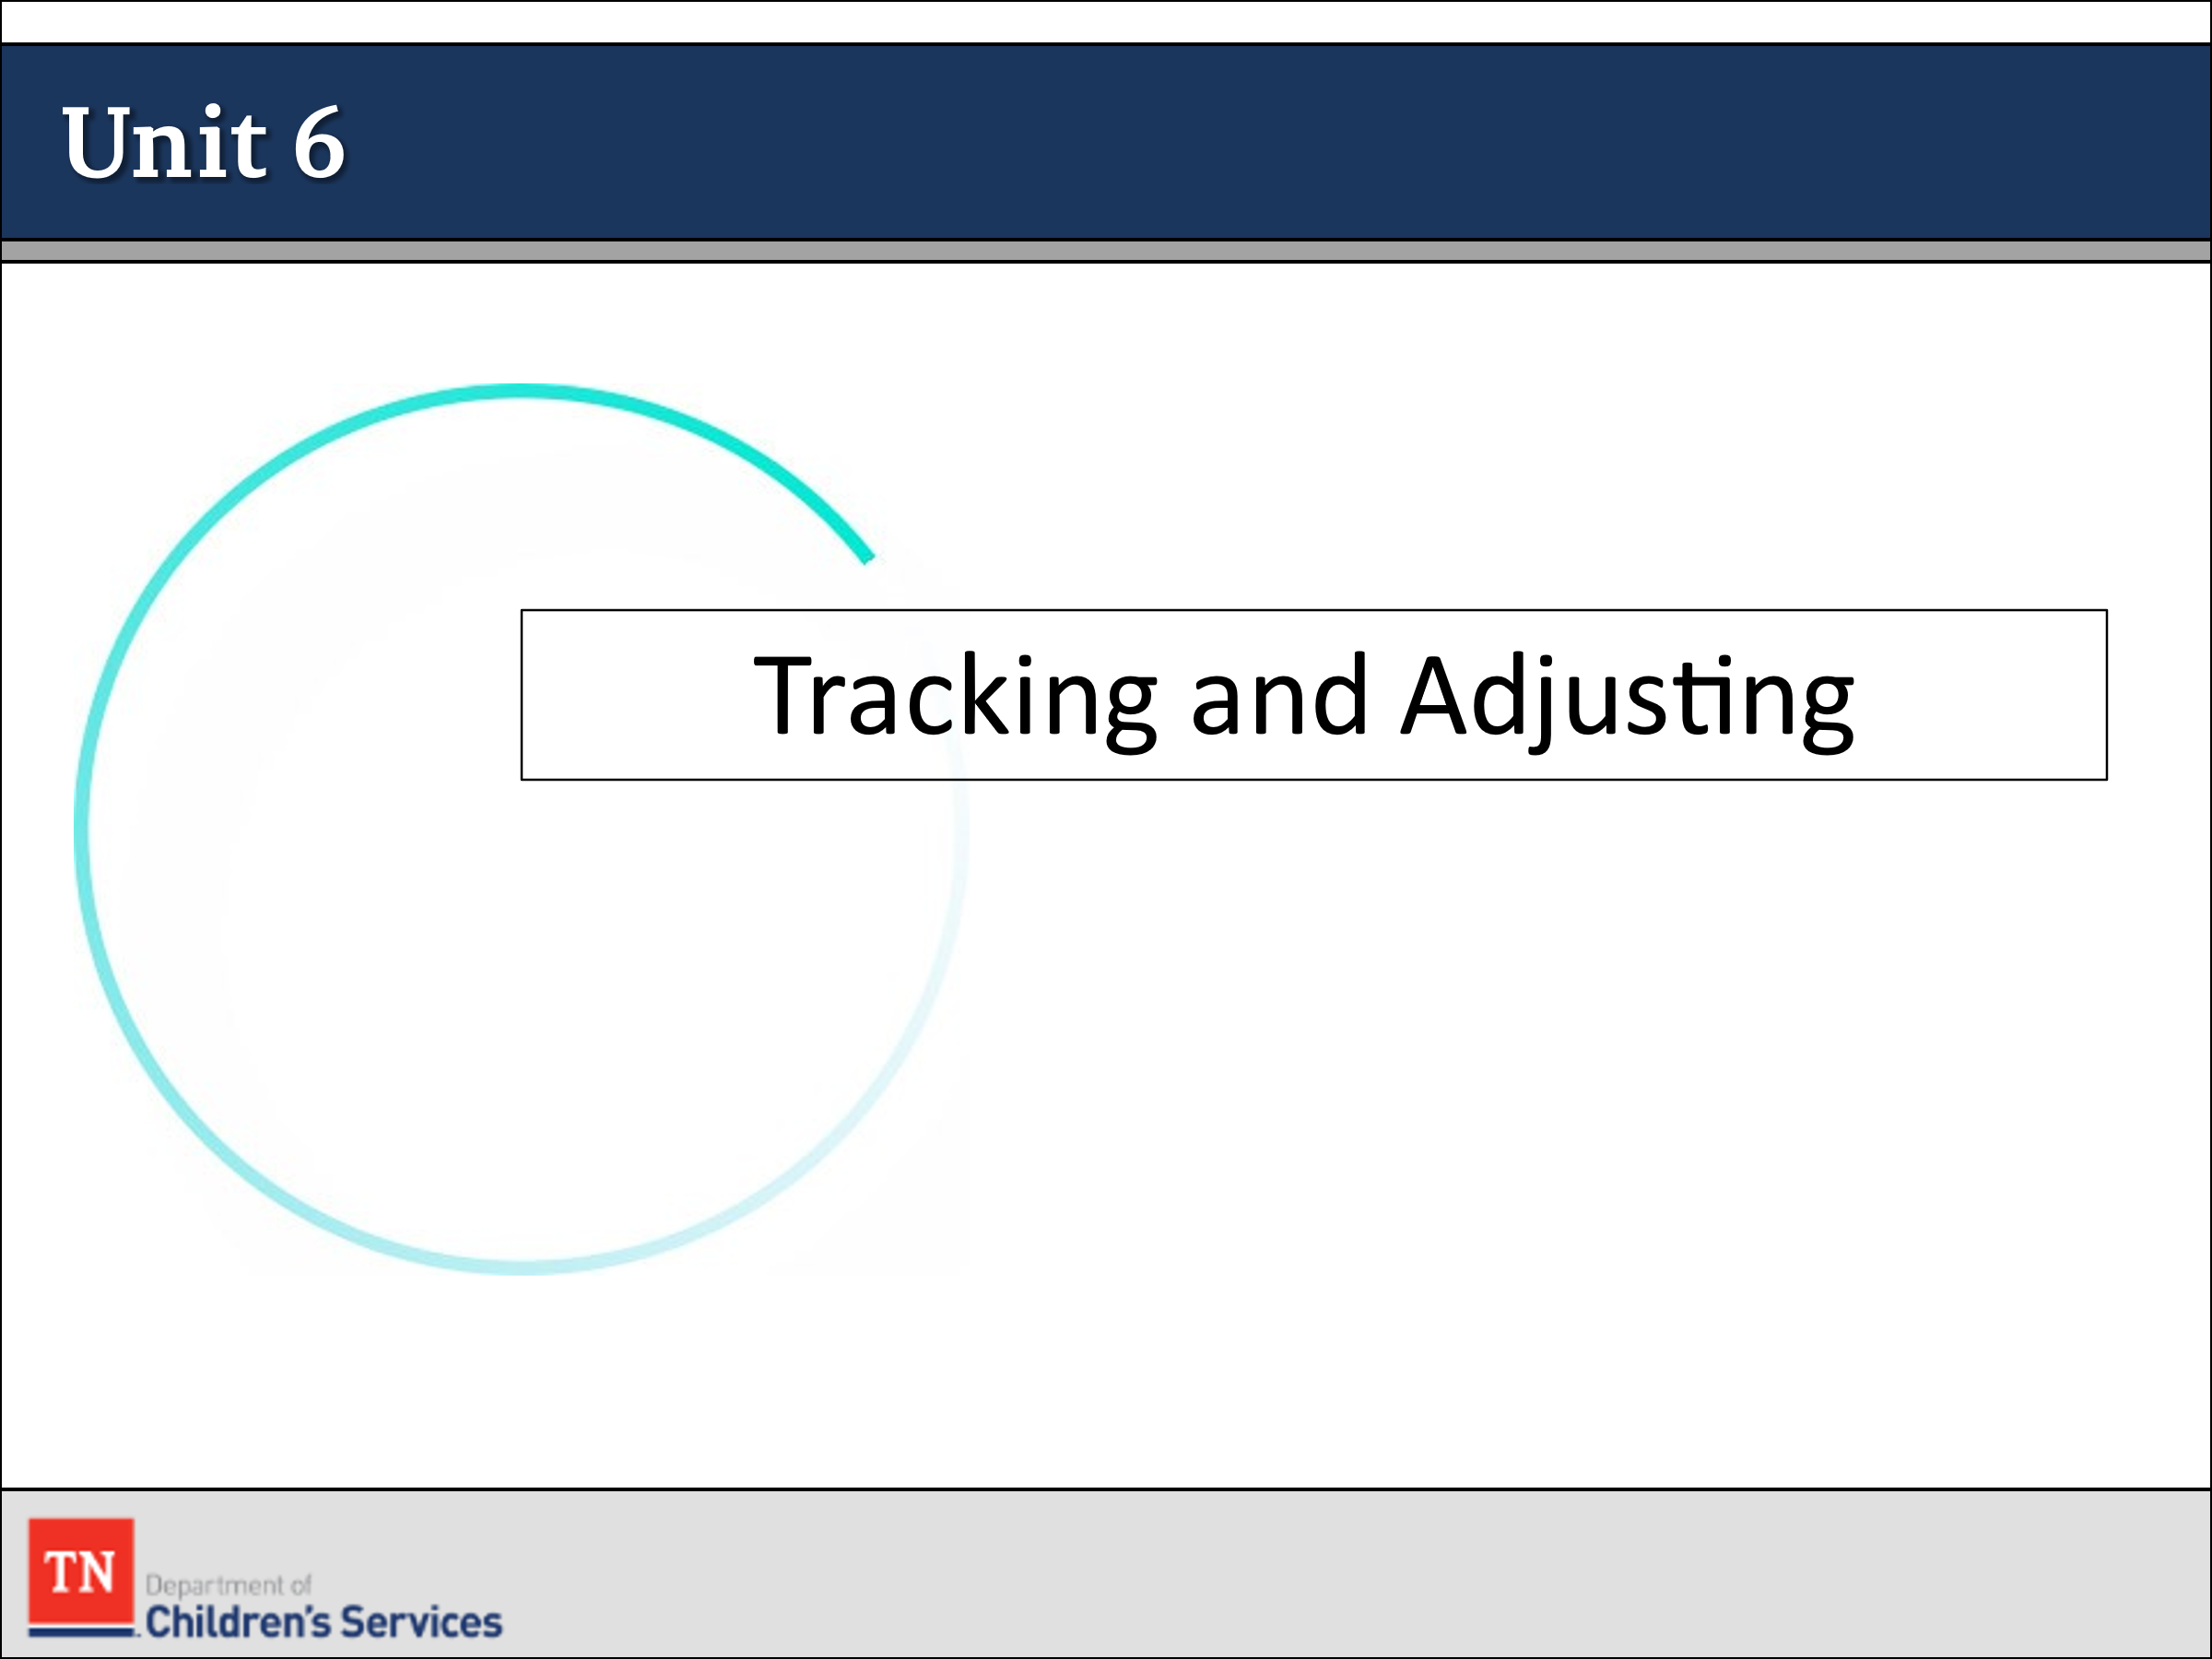 Unit 6
Tracking and Adjusting
TN
Department of
Children's Services